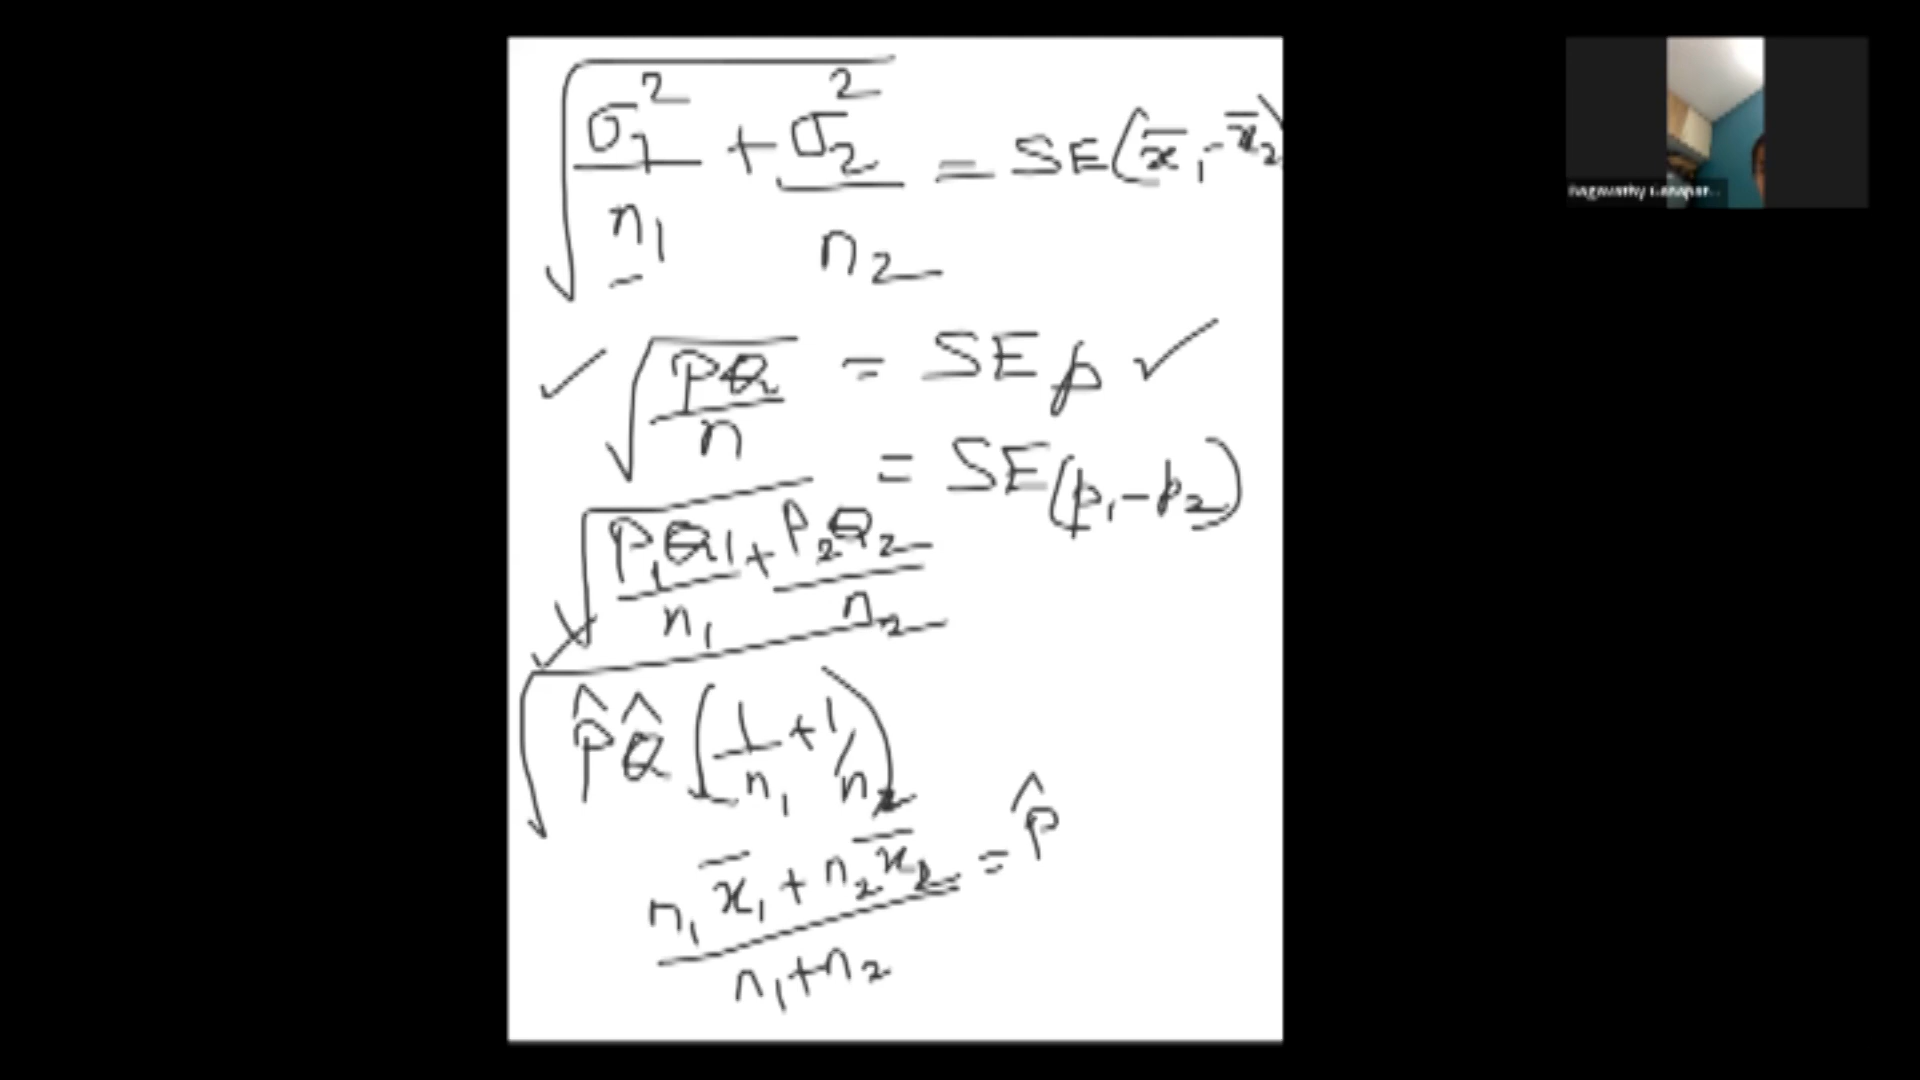 √(σ₁²/n₁ + σ₂²/n₂) = SE(x̄₁ - x̄₂)
✓ √(PQ/n) = SE p ✓
√(P₁Q₁/n₁ + P₂Q₂/n₂) = SE(p₁-p₂)
√(P̂Q̂(1/n₁ + 1/n₂))
(n₁x̄₁ + n₂x̄₂)/(n₁+n₂) = P̂